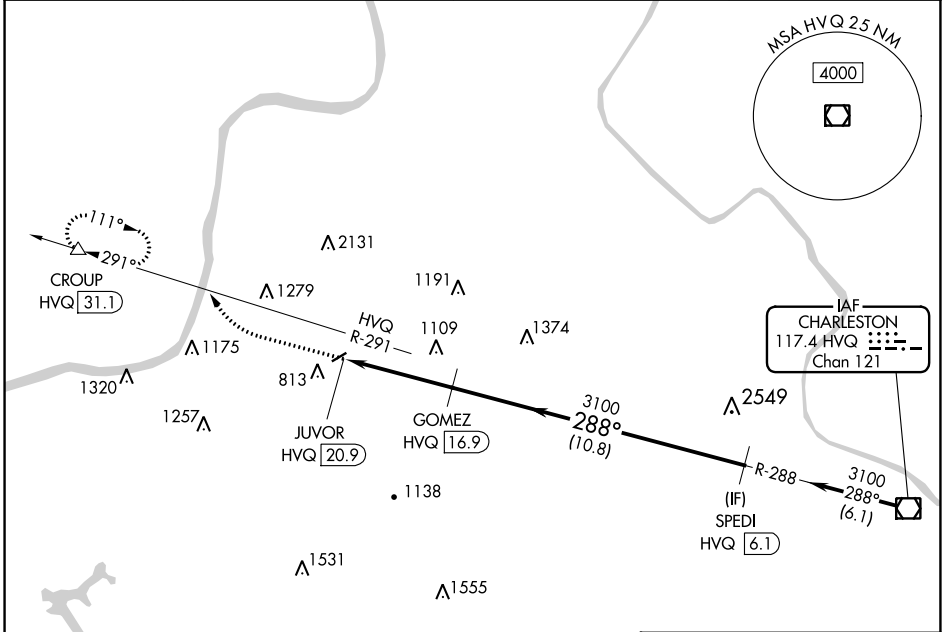 MSA HVQ 25 NM
4000
111°
291°
CROUP
HVQ 31.1
2131
1279
1191
HVQ
R-291
1109
1374
1175
1320
813
1257
JUVOR
HVQ 20.9
GOMEZ
HVQ 16.9
3100
288°
(10.8)
2549
IAF
CHARLESTON
117.4 HVQ
Chan 121
R-288
3100
288°
(6.1)
(IF)
SPEDI
HVQ 6.1
1138
1531
1555